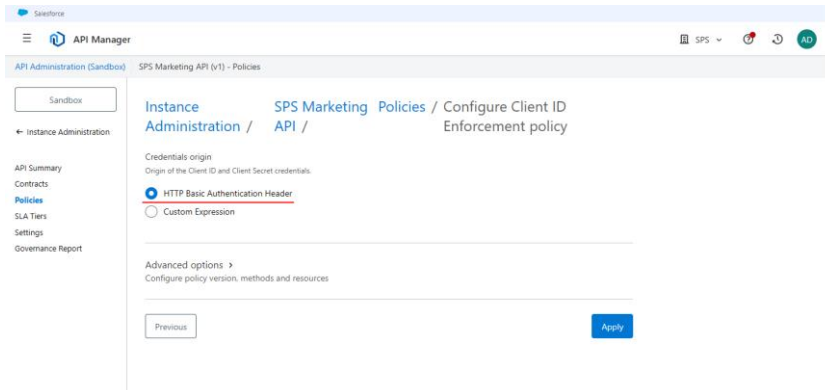 Salesforce
API Manager
SPS
AD
API Administration (Sandbox)
SPS Marketing API (v1) - Policies
Sandbox
← Instance Administration
API Summary
Contracts
Policies
SLA Tiers
Settings
Governance Report
Instance Administration / SPS Marketing API / Policies / Configure Client ID Enforcement policy
Credentials origin
Origin of the Client ID and Client Secret credentials.
HTTP Basic Authentication Header
Custom Expression
Advanced options >
Configure policy version, methods and resources
Previous
Apply